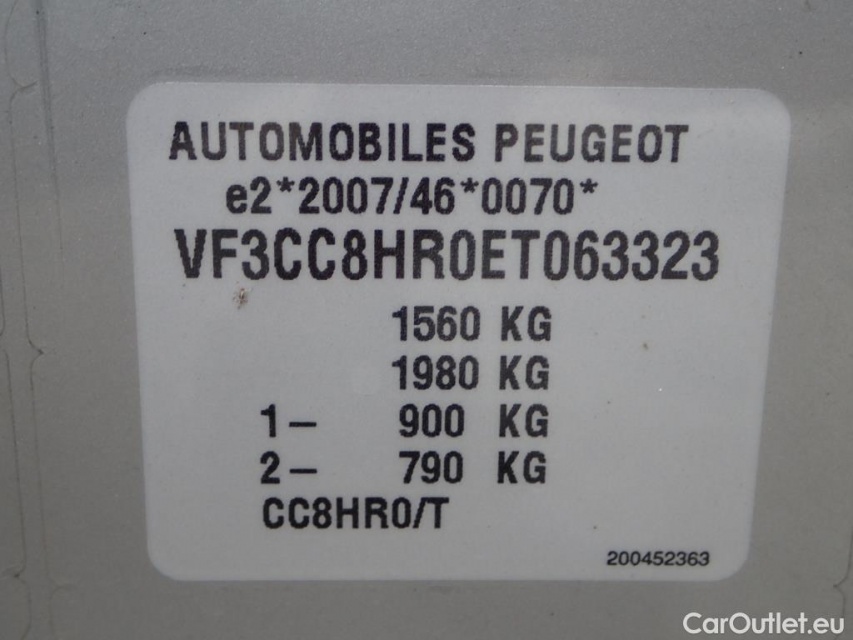 AUTOMOBILES PEUGEOT
e2*2007/46*0070*
VF3CC8HR0ET063323
1560 KG
1980 KG
1- 900 KG
2- 790 KG
CC8HR0/T
200452363
CarOutlet.eu